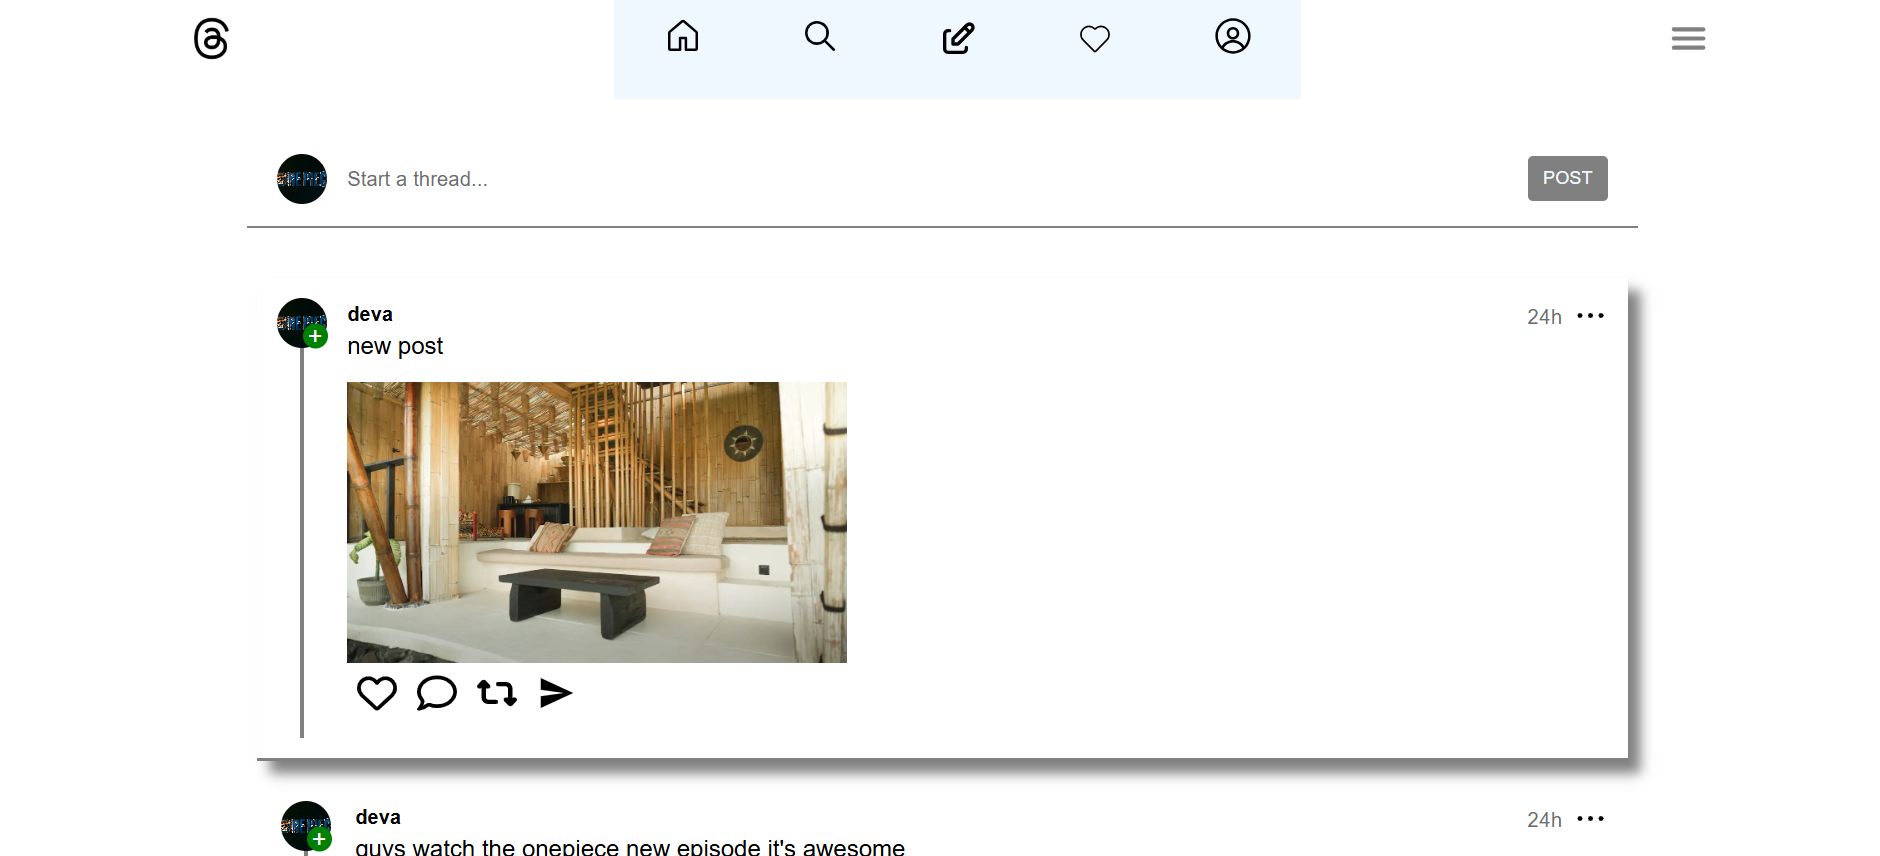 Start a thread...
POST
deva
24h
new post
deva
24h
guys watch the onepiece new episode it's awesome